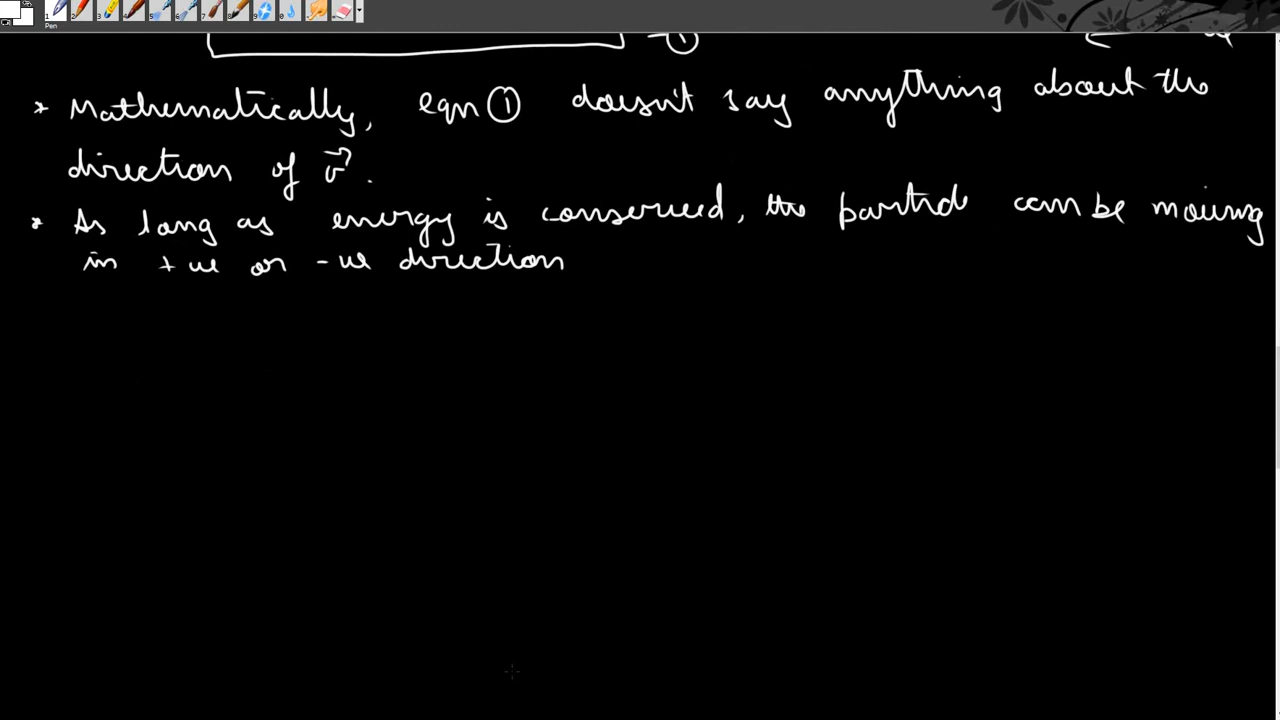 - ①
* Mathematically, eqn ① doesn't say anything about the
direction of v⃗.
* As long as energy is conserved, the particle can be moving
in +ve or -ve direction